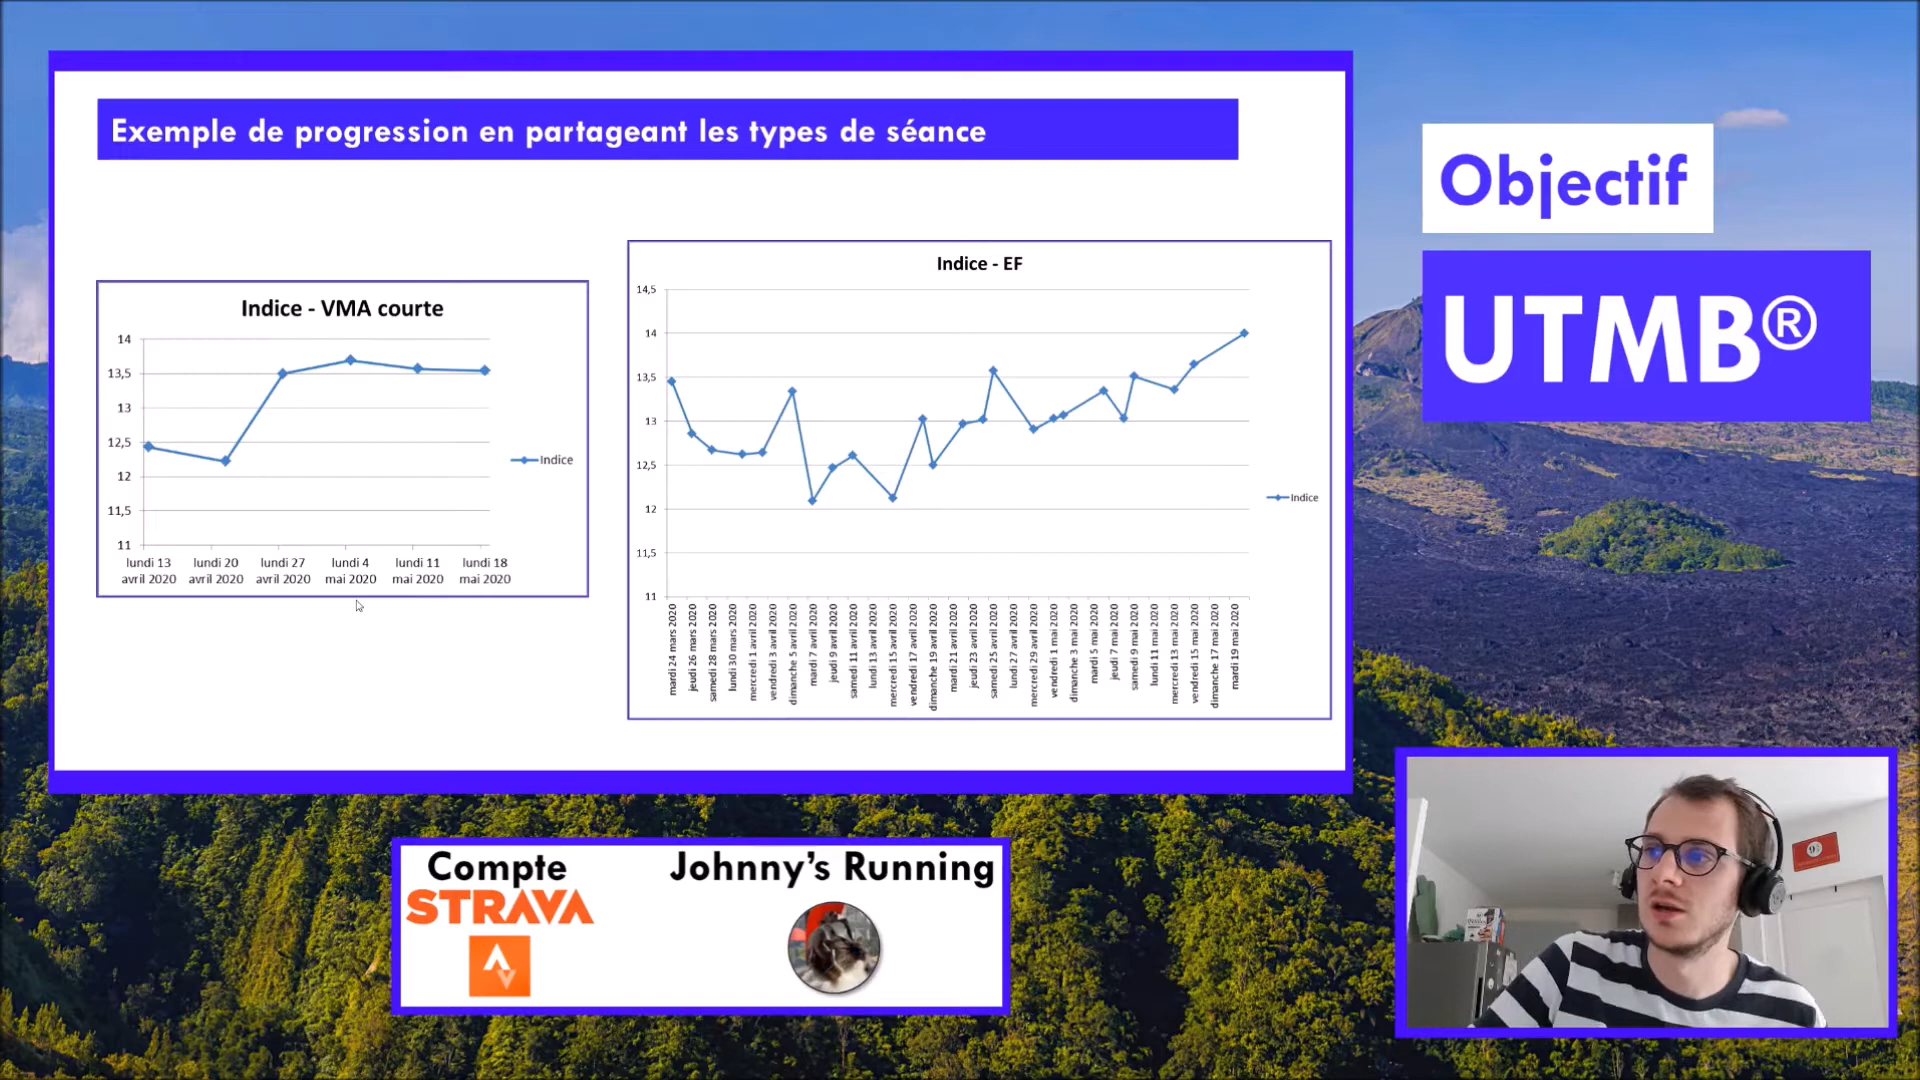 Exemple de progression en partageant les types de séance
Objectif
UTMB®
Indice - VMA courte
14
13,5
13
12,5
12
11,5
11
lundi 13 avril 2020
lundi 20 avril 2020
lundi 27 avril 2020
lundi 4 mai 2020
lundi 11 mai 2020
lundi 18 mai 2020
Indice
Indice - EF
14,5
14
13,5
13
12,5
12
11,5
11
mardi 24 mars 2020
jeudi 26 mars 2020
samedi 28 mars 2020
lundi 30 mars 2020
mercredi 1 avril 2020
vendredi 3 avril 2020
dimanche 5 avril 2020
mardi 7 avril 2020
jeudi 9 avril 2020
samedi 11 avril 2020
lundi 13 avril 2020
mercredi 15 avril 2020
vendredi 17 avril 2020
dimanche 19 avril 2020
mardi 21 avril 2020
jeudi 23 avril 2020
samedi 25 avril 2020
lundi 27 avril 2020
mercredi 29 avril 2020
vendredi 1 mai 2020
dimanche 3 mai 2020
mardi 5 mai 2020
jeudi 7 mai 2020
samedi 9 mai 2020
lundi 11 mai 2020
mercredi 13 mai 2020
vendredi 15 mai 2020
dimanche 17 mai 2020
mardi 19 mai 2020
Indice
Compte
STRAVA
Johnny's Running